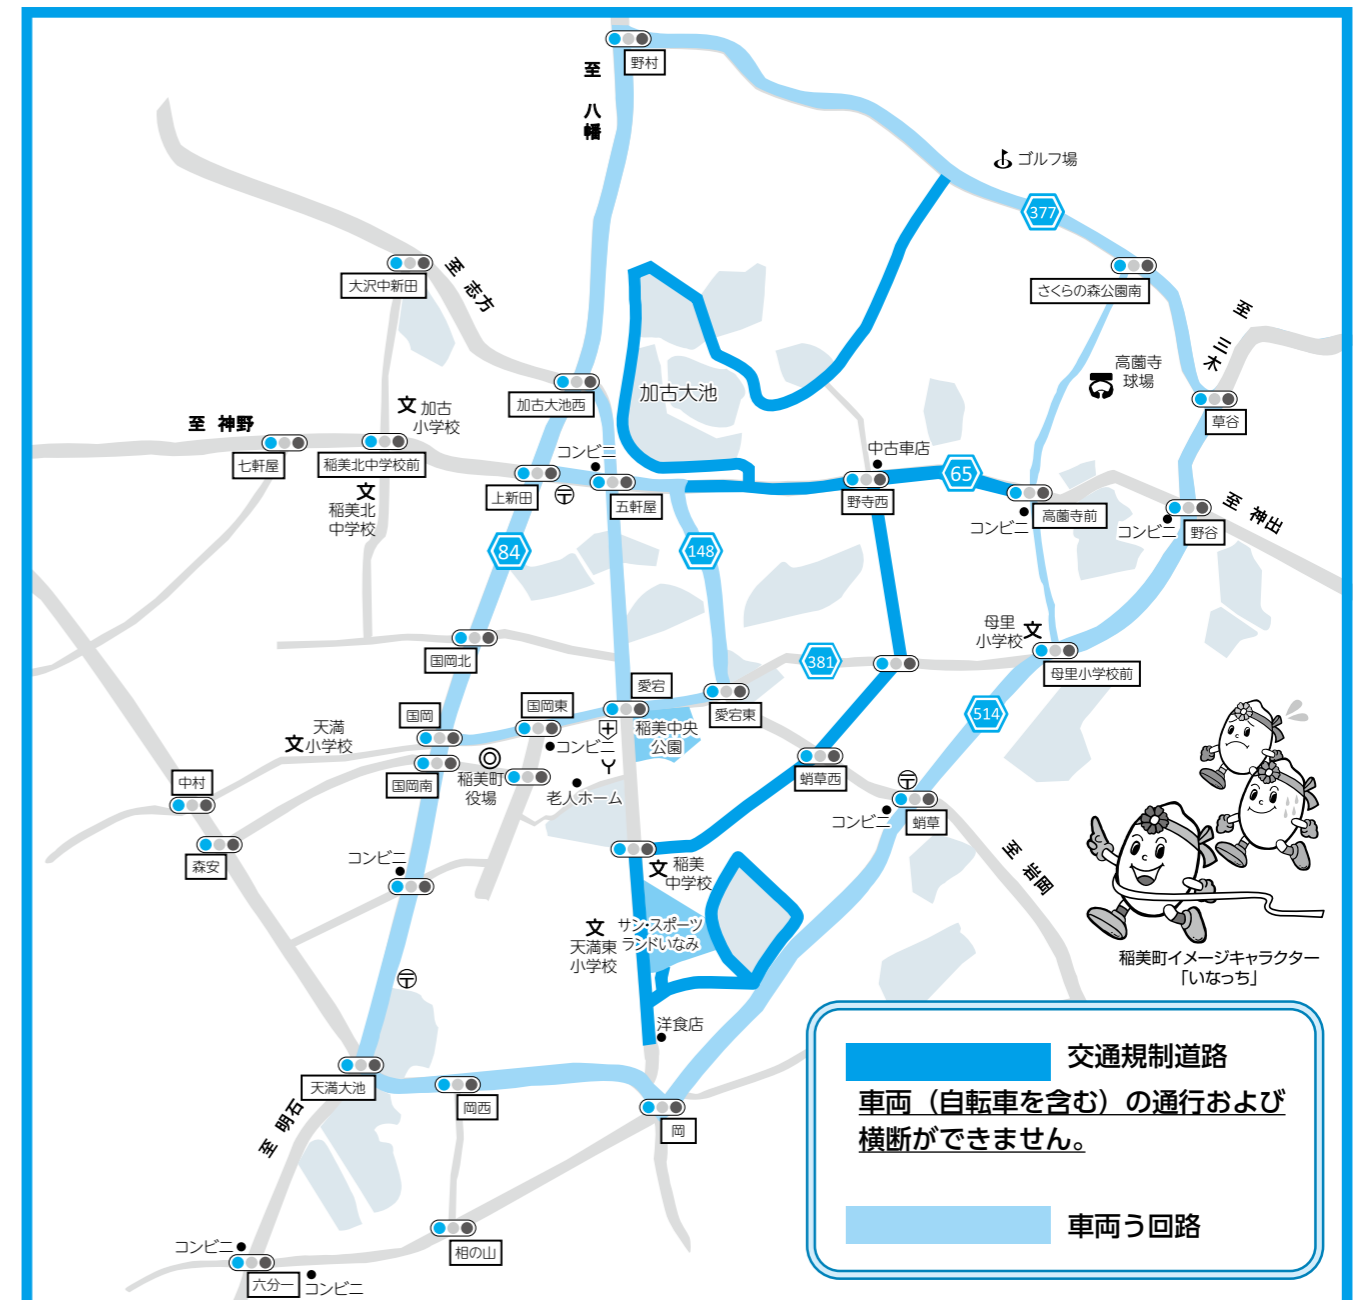 野村
至 八幡
ゴルフ場
377
大沢中新田
至 志方
さくらの森公園南
至 三木
高薗寺
球場
加古大池
加古大池西
文 加古
小学校
草谷
至 神野
七軒屋
稲美北中学校前
コンビニ
中古車店
上新田
〒
五軒屋
野寺西
65
高薗寺前
コンビニ
コンビニ
野谷
至 神出
文
稲美北
中学校
84
148
母里
小学校 文
国岡北
381
母里小学校前
愛宕
国岡東
国岡
愛宕東
514
天満
文 小学校
コンビニ
稲美中央
公園
国岡南
稲美町
役場
老人ホーム
蛸草西
〒
中村
コンビニ
蛸草
森安
コンビニ
至 岩岡
文 稲美
中学校
文
天満東
小学校
サン・スポーツ
ランドいなみ
稲美町イメージキャラクター
「いなっち」
〒
洋食店
天満大池
岡西
岡
至 明石
交通規制道路
車両（自転車を含む）の通行および
横断ができません。
車両う回路
相の山
コンビニ
六分一
コンビニ